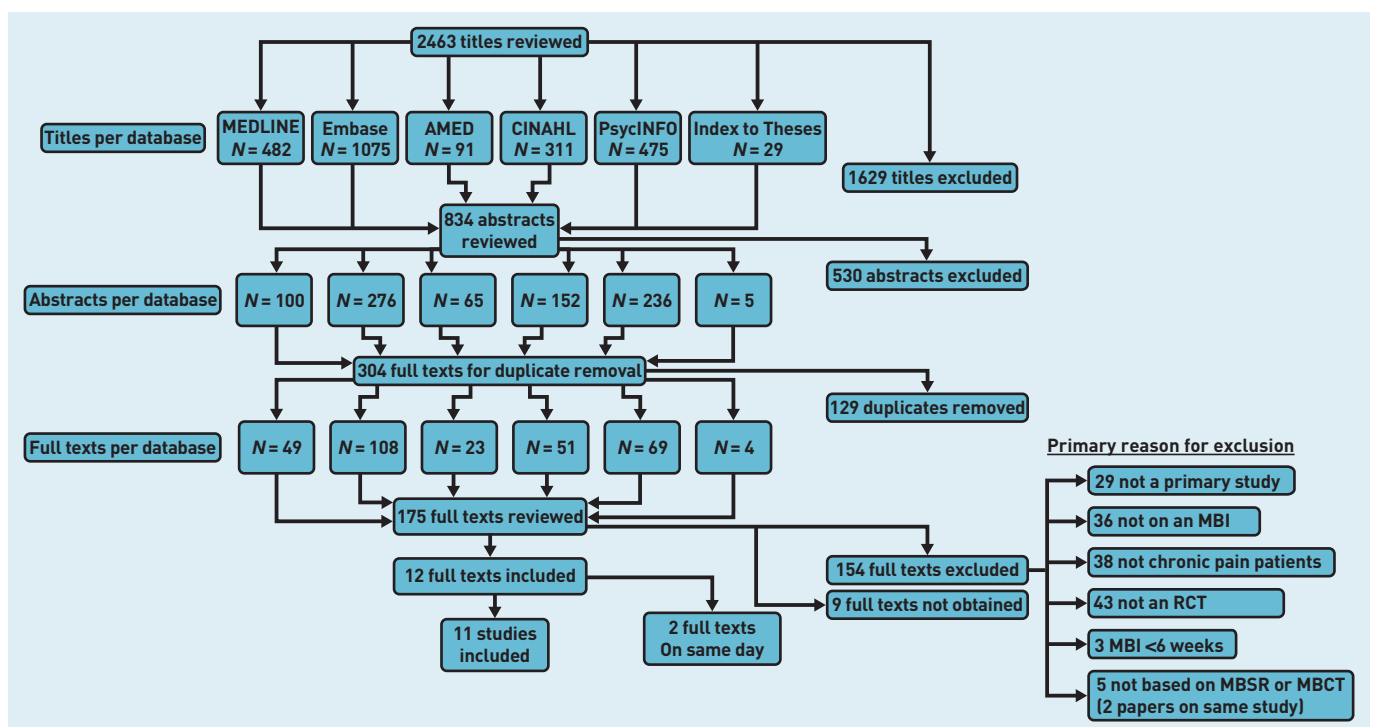 2463 titles reviewed
Titles per database
MEDLINE
N = 482
Embase
N = 1075
AMED
N = 91
CINAHL
N = 311
PsycINFO
N = 475
Index to Theses
N = 29
1629 titles excluded
834 abstracts
reviewed
530 abstracts excluded
Abstracts per database
N = 100
N = 276
N = 65
N = 152
N = 236
N = 5
304 full texts for duplicate removal
129 duplicates removed
Full texts per database
N = 49
N = 108
N = 23
N = 51
N = 69
N = 4
175 full texts reviewed
12 full texts included
11 studies
included
2 full texts
On same day
154 full texts excluded
9 full texts not obtained
Primary reason for exclusion
29 not a primary study
36 not on an MBI
38 not chronic pain patients
43 not an RCT
3 MBI <6 weeks
5 not based on MBSR or MBCT
(2 papers on same study)